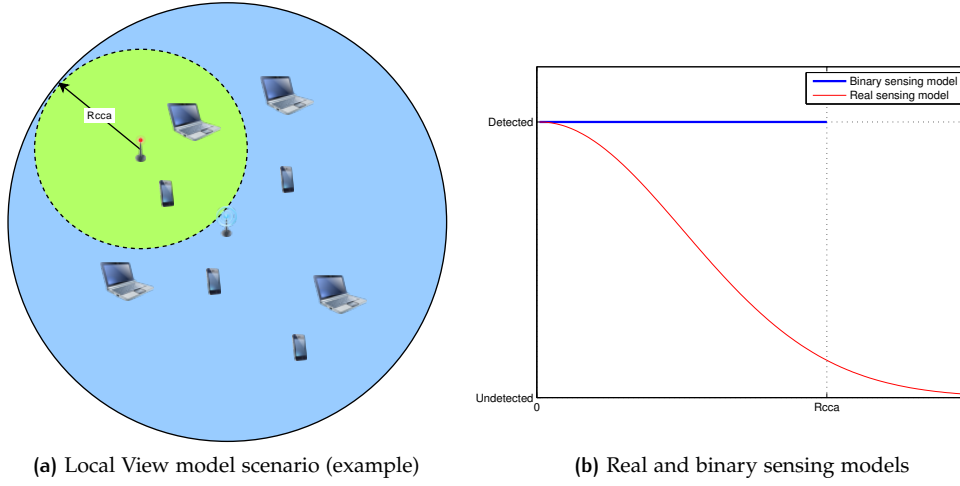 Rcca
(a) Local View model scenario (example)
Binary sensing model
Real sensing model
Detected
Undetected
0
Rcca
(b) Real and binary sensing models